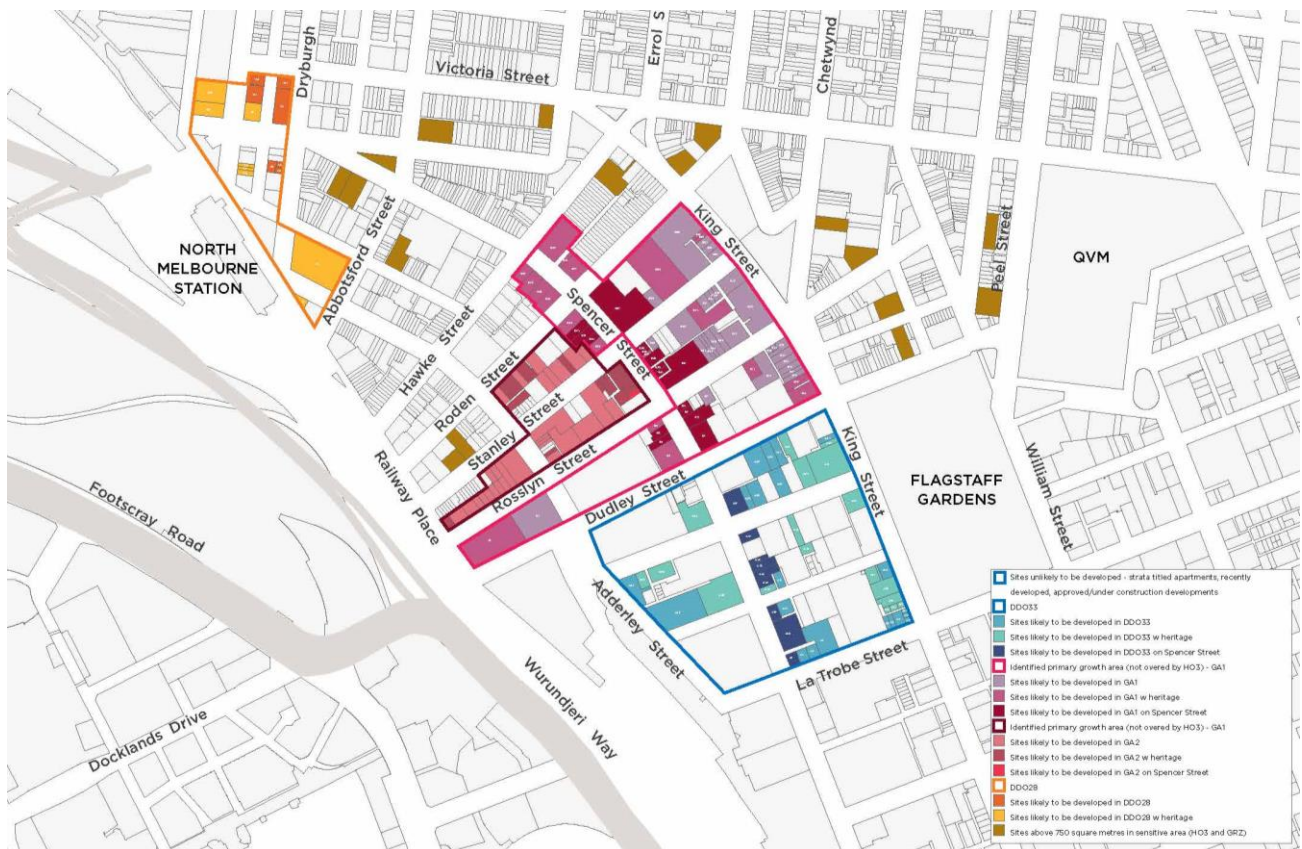 Dryburgh
Errol S
Chetwynd
Victoria Street
NORTH
MELBOURNE
STATION
Abbotsford Street
King Street
Peel Street
QVM
Spencer Street
Hawke Street
Roden Street
Stanley Street
Rosslyn Street
Railway Place
Dudley Street
King Street
FLAGSTAFF
GARDENS
William Street
Footscray Road
Adderley Street
La Trobe Street
Wurundjeri Way
Docklands Drive
Sites unlikely to be developed - strata titled apartments, recently
developed, approved/under construction developments
DDO33
Sites likely to be developed in DDO33
Sites likely to be developed in DDO33 w heritage
Sites likely to be developed in DDO33 on Spencer Street
Identified primary growth area (not overed by HO3) - GA1
Sites likely to be developed in GA1
Sites likely to be developed in GA1 w heritage
Sites likely to be developed in GA1 on Spencer Street
Identified primary growth area (not overed by HO3) - GA1
Sites likely to be developed in GA2
Sites likely to be developed in GA2 w heritage
Sites likely to be developed in GA2 on Spencer Street
DDO28
Sites likely to be developed in DDO28
Sites likely to be developed in DDO28 w heritage
Sites above 750 square metres in sensitive area (HO3 and GRZ)